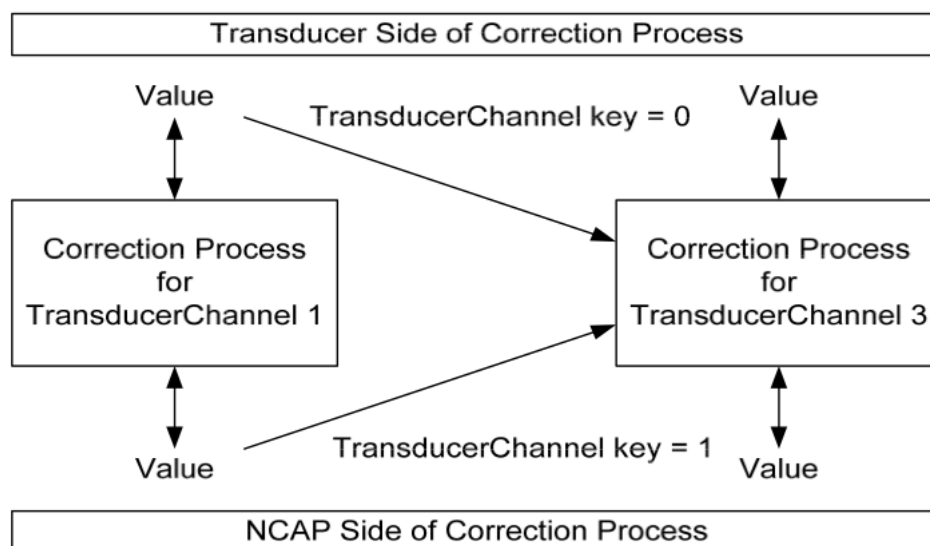 Transducer Side of Correction Process
Value
Value
TransducerChannel key = 0
Correction Process
for
TransducerChannel 1
Correction Process
for
TransducerChannel 3
TransducerChannel key = 1
Value
Value
NCAP Side of Correction Process